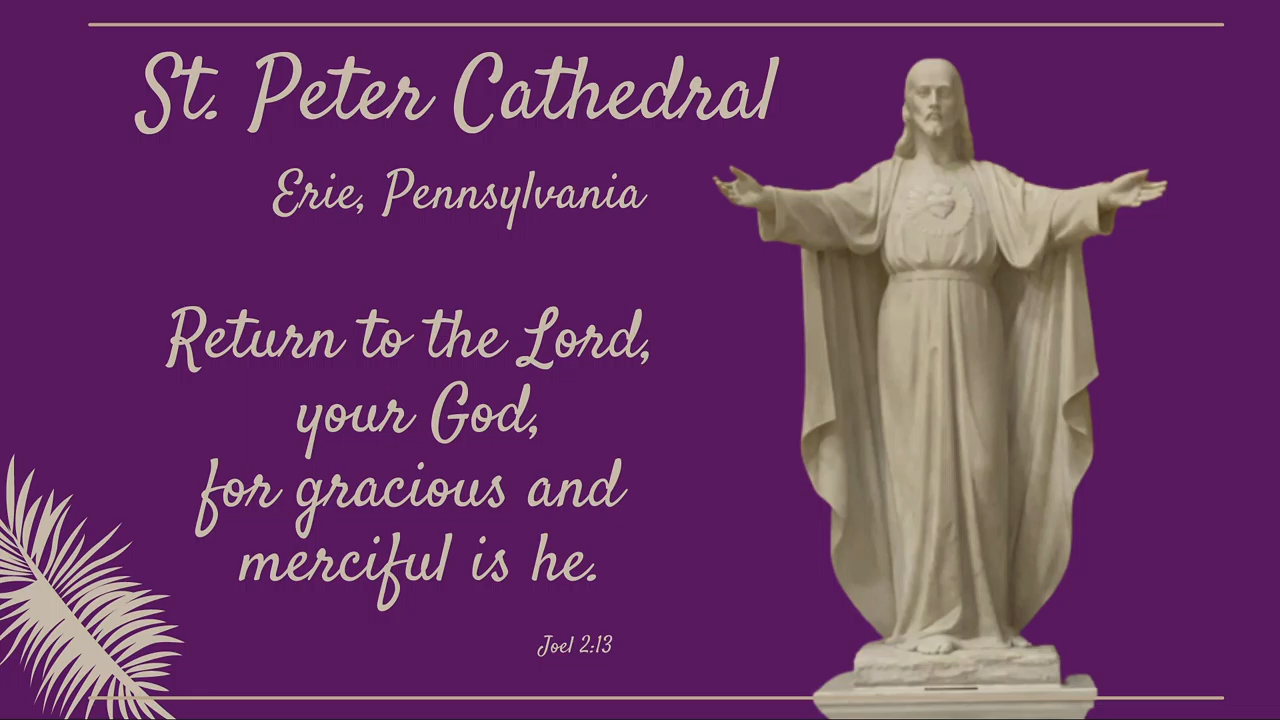 St. Peter Cathedral
Erie, Pennsylvania
Return to the Lord,
your God,
for gracious and
merciful is he.
Joel 2:13